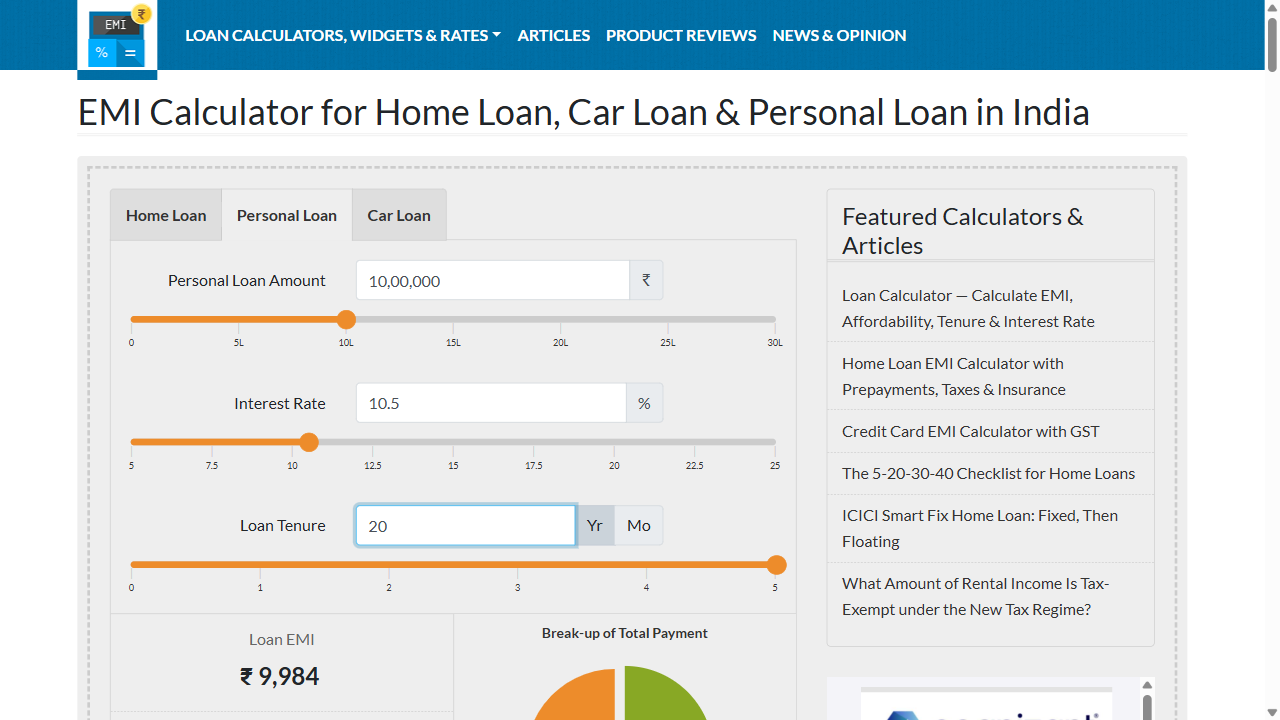 EMI
₹
%
=
LOAN CALCULATORS, WIDGETS & RATES
ARTICLES
PRODUCT REVIEWS
NEWS & OPINION
EMI Calculator for Home Loan, Car Loan & Personal Loan in India
Home Loan
Personal Loan
Car Loan
Personal Loan Amount
10,00,000
₹
0 5L 10L 15L 20L 25L 30L
Interest Rate
10.5
%
5 7.5 10 12.5 15 17.5 20 22.5 25
Loan Tenure
20
Yr
Mo
0 1 2 3 4 5
Loan EMI
₹ 9,984
Break-up of Total Payment
Featured Calculators &
Articles
Loan Calculator — Calculate EMI,
Affordability, Tenure & Interest Rate
Home Loan EMI Calculator with
Prepayments, Taxes & Insurance
Credit Card EMI Calculator with GST
The 5-20-30-40 Checklist for Home Loans
ICICI Smart Fix Home Loan: Fixed, Then
Floating
What Amount of Rental Income Is Tax-
Exempt under the New Tax Regime?